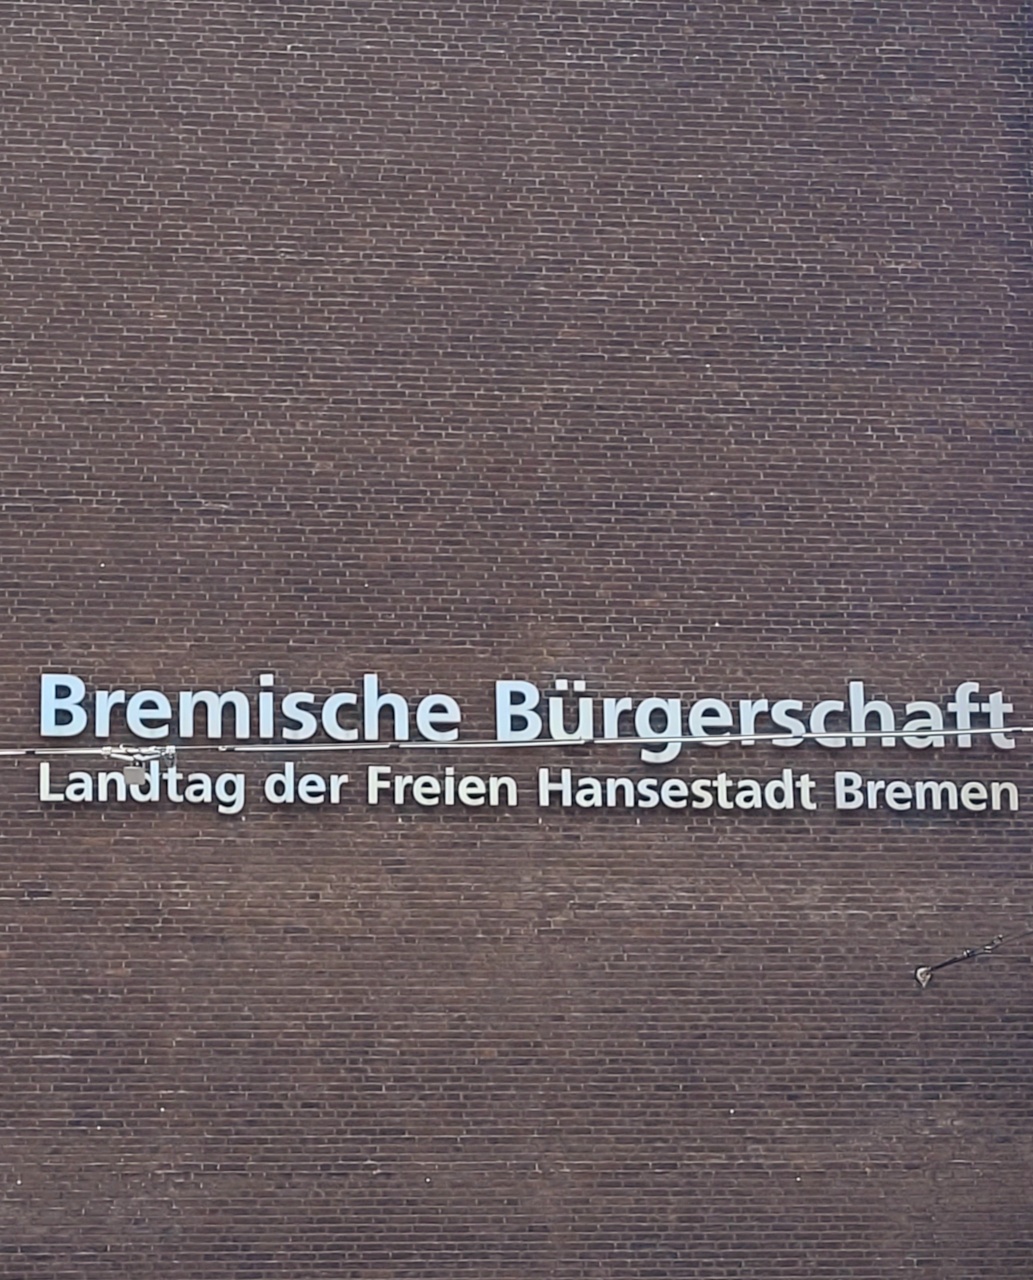 Bremische Bürgerschaft
Landtag der Freien Hansestadt Bremen